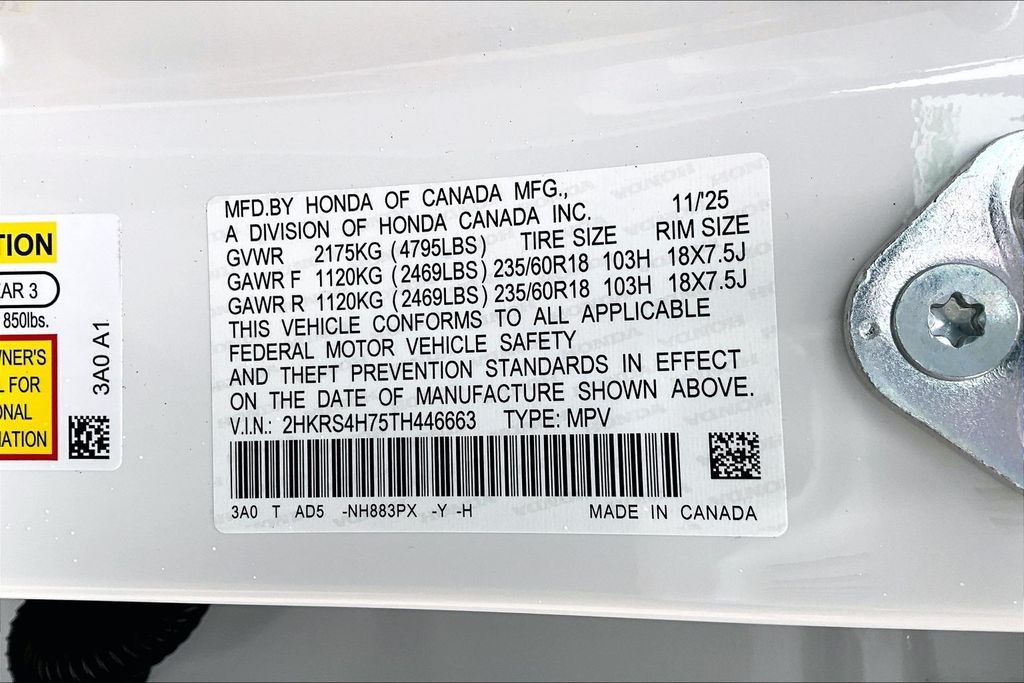 TION
EAR 3
850lbs.
WNER'S
L FOR
ONAL
MATION
3A0 A1
MFD.BY HONDA OF CANADA MFG., 11/'25
A DIVISION OF HONDA CANADA INC.
GVWR 2175KG (4795LBS) TIRE SIZE RIM SIZE
GAWR F 1120KG (2469LBS) 235/60R18 103H 18X7.5J
GAWR R 1120KG (2469LBS) 235/60R18 103H 18X7.5J
THIS VEHICLE CONFORMS TO ALL APPLICABLE
FEDERAL MOTOR VEHICLE SAFETY
AND THEFT PREVENTION STANDARDS IN EFFECT
ON THE DATE OF MANUFACTURE SHOWN ABOVE.
V.I.N.: 2HKRS4H75TH446663 TYPE: MPV
3A0 T AD5 -NH883PX -Y -H MADE IN CANADA